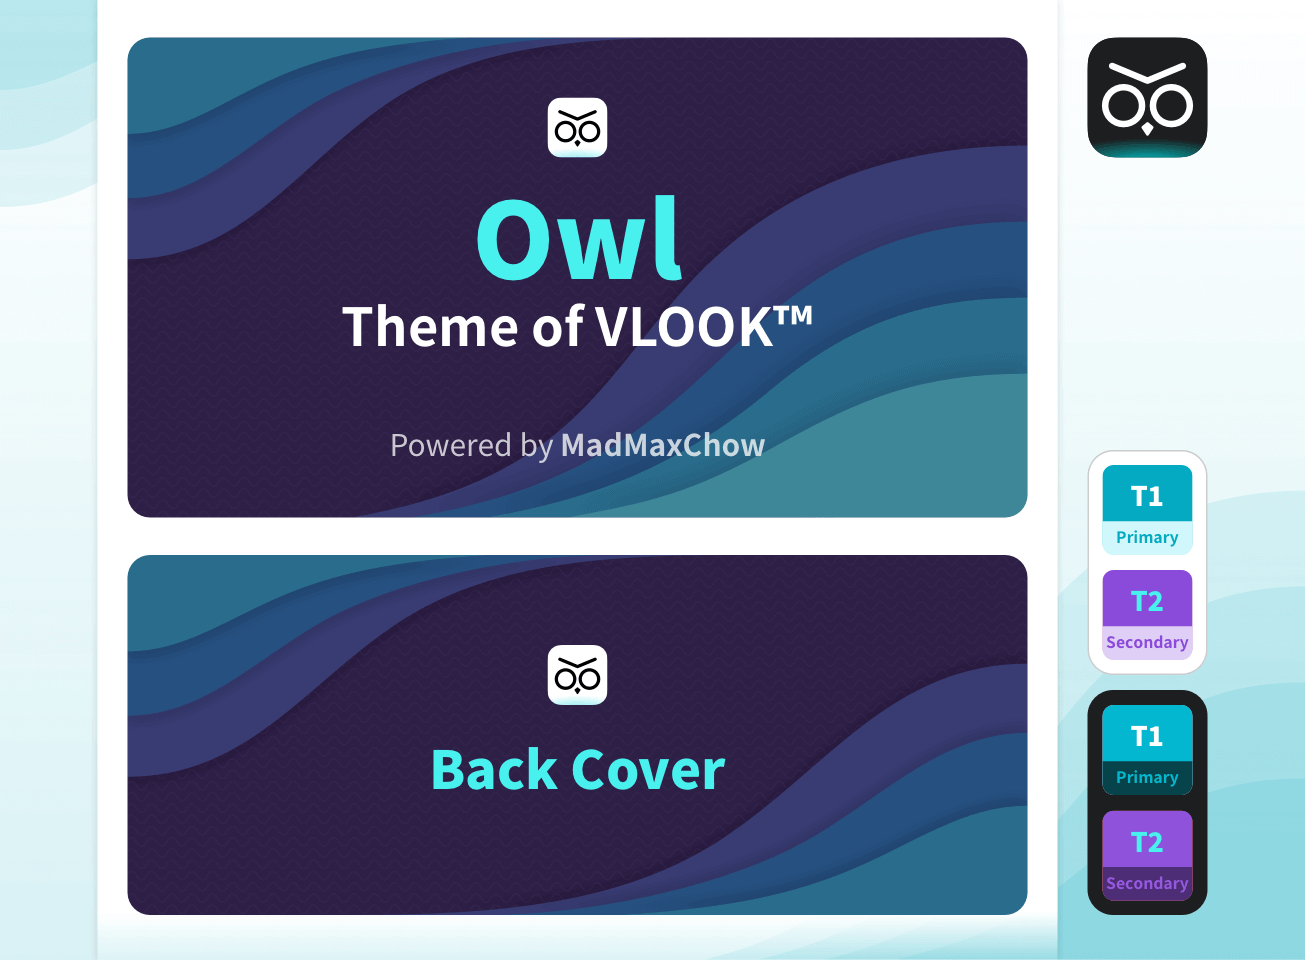 Owl
Theme of VLOOK™
Powered by MadMaxChow
Back Cover
T1
Primary
T2
Secondary
T1
Primary
T2
Secondary